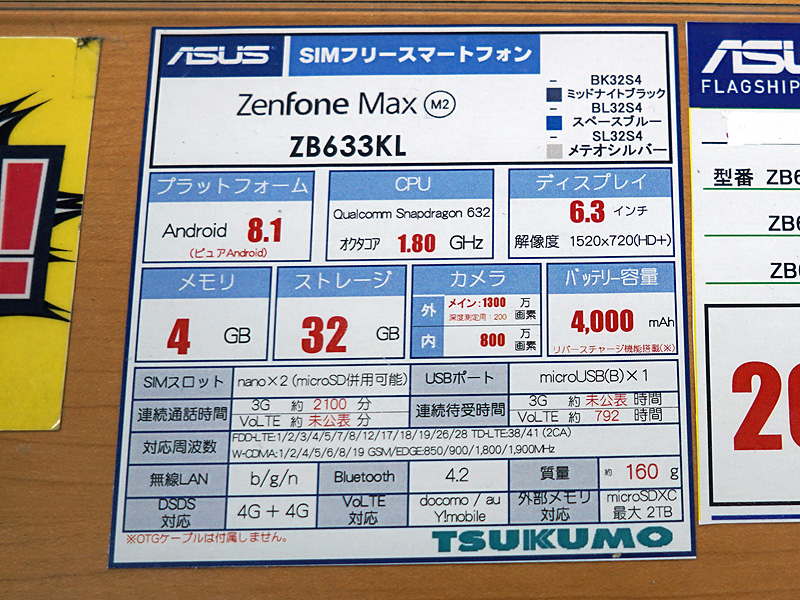 ASUS SIMフリースマートフォン
Zenfone Max M2
ZB633KL
– BK32S4
ミッドナイトブラック
– BL32S4
スペースブルー
– SL32S4
メテオシルバー
プラットフォーム
Android 8.1
(ピュアAndroid)
CPU
Qualcomm Snapdragon 632
オクタコア 1.80 GHz
ディスプレイ
6.3 インチ
解像度 1520x720(HD+)
メモリ
4 GB
ストレージ
32 GB
カメラ
外 メイン:1300 万画素
深度測定用:200
内 800 万画素
バッテリー容量
4,000 mAh
リバースチャージ機能搭載(※)
SIMスロット nano×2 (microSD併用可能) USBポート microUSB(B)×1
連続通話時間 3G 約 2100 分
VoLTE 約 未公表 分
連続待受時間 3G 約 未公表 時間
VoLTE 約 792 時間
対応周波数 FDD-LTE:1/2/3/4/5/7/8/12/17/18/19/26/28 TD-LTE:38/41 (2CA)
W-CDMA:1/2/4/5/6/8/19 GSM/EDGE:850/900/1,800/1,900MHz
無線LAN b/g/n Bluetooth 4.2 質量 約 160 g
DSDS対応 4G + 4G VoLTE対応 docomo / au Y!mobile 外部メモリ対応 microSDXC 最大 2TB
※OTGケーブルは付属しません。
TSUKUMO
!
FLAGSHIP
型番 ZB6
ZB6